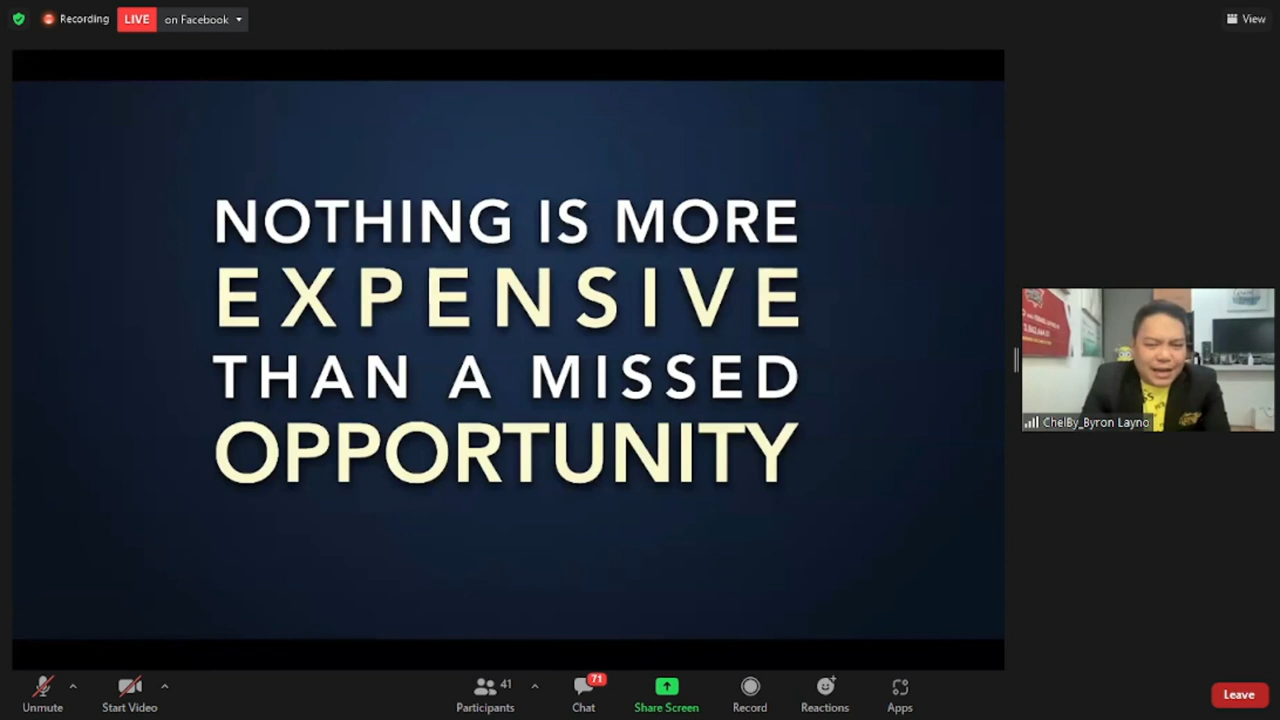 Recording
LIVE on Facebook
View
NOTHING IS MORE
EXPENSIVE
THAN A MISSED
OPPORTUNITY
ChelBy_Byron Layno
Unmute
Start Video
41
Participants
71
Chat
Share Screen
Record
Reactions
Apps
Leave